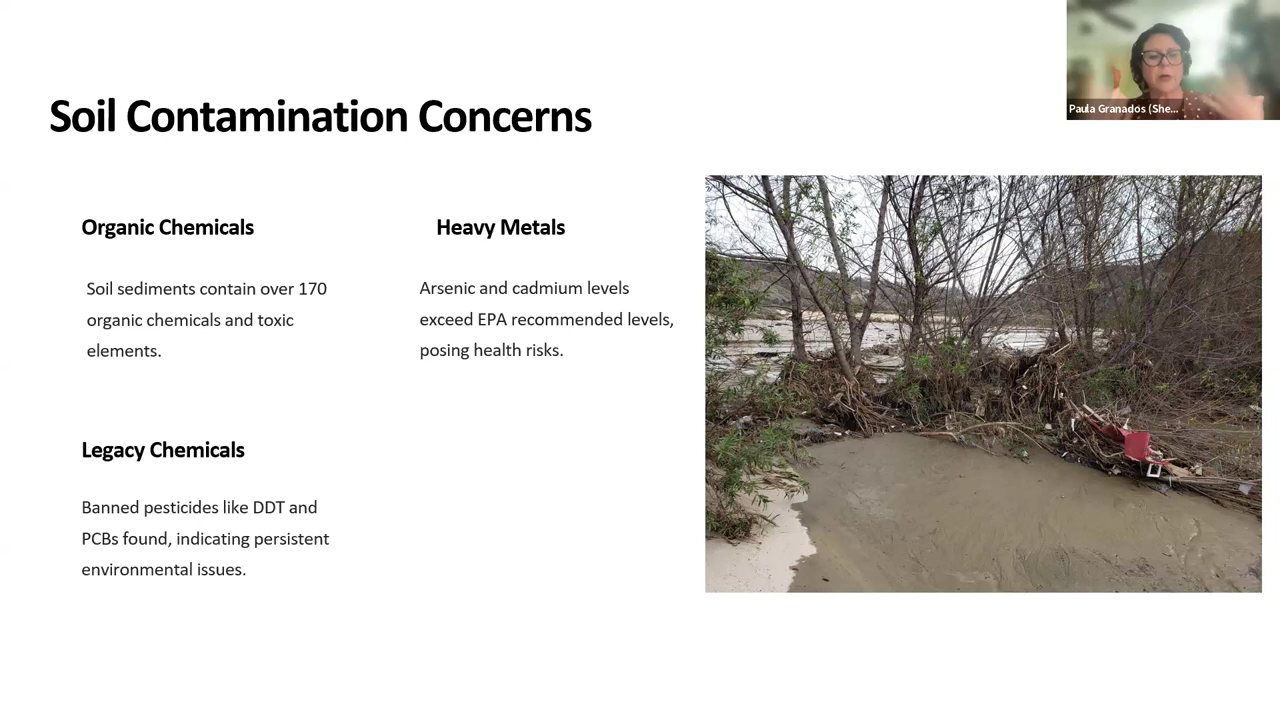 Paula Granados (She...
Soil Contamination Concerns
Organic Chemicals
Soil sediments contain over 170
organic chemicals and toxic
elements.
Heavy Metals
Arsenic and cadmium levels
exceed EPA recommended levels,
posing health risks.
Legacy Chemicals
Banned pesticides like DDT and
PCBs found, indicating persistent
environmental issues.